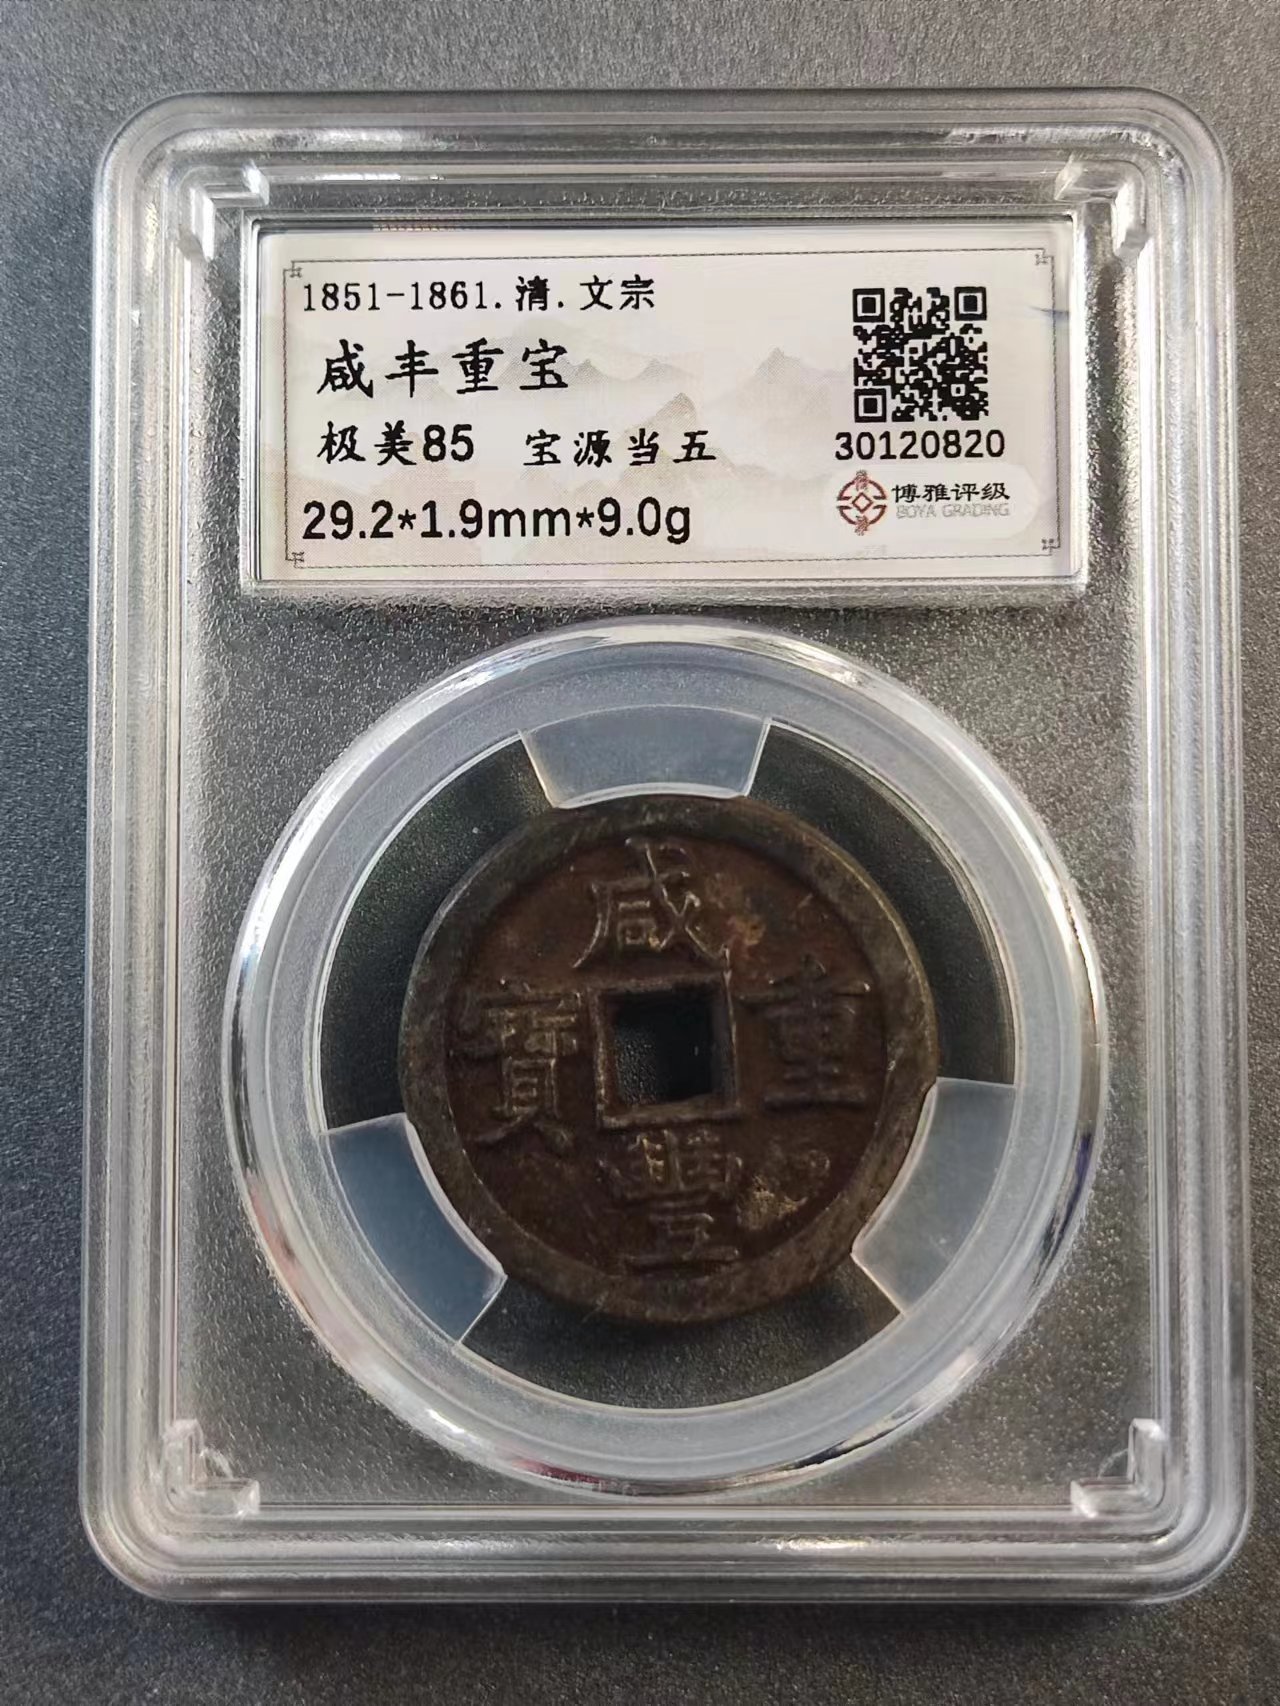 1851-1861.清.文宗
咸丰重宝
极美85 宝源当五
29.2*1.9mm*9.0g
30120820
博雅评级
BOYA GRADING
咸
寶 重
豐